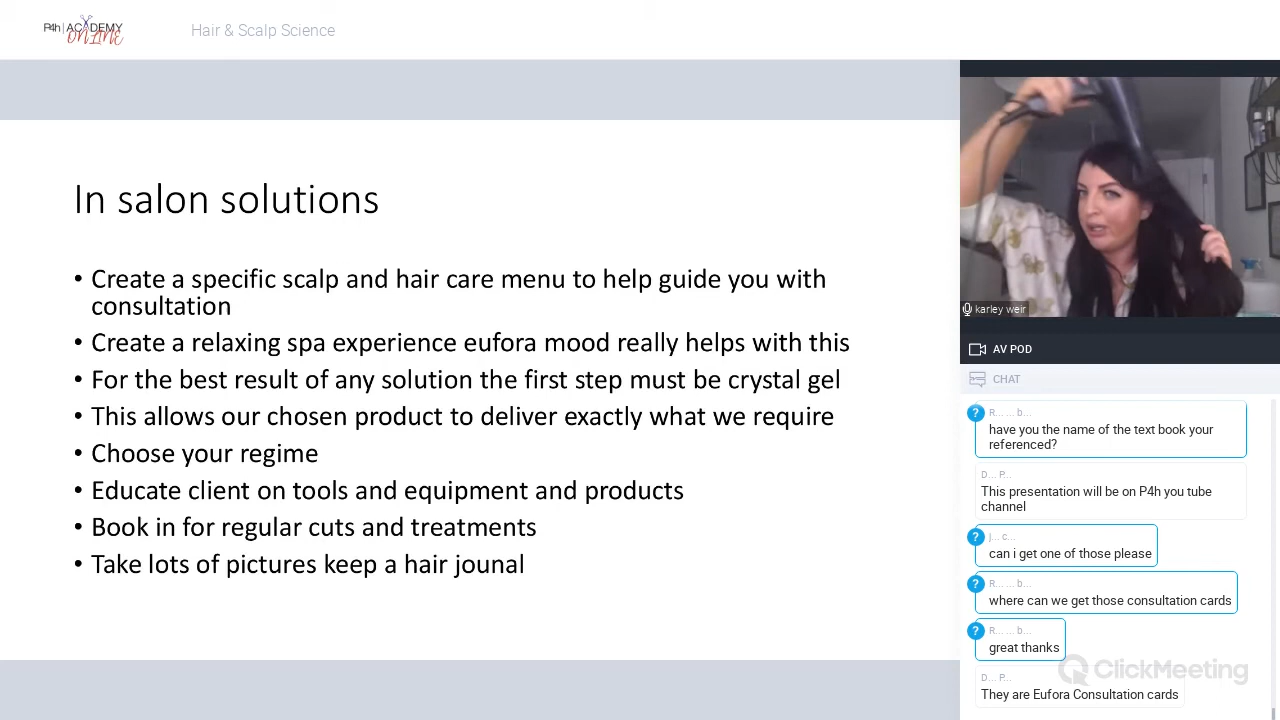 P4h | ACADEMY
ONLINE
Hair & Scalp Science
In salon solutions
• Create a specific scalp and hair care menu to help guide you with
consultation
• Create a relaxing spa experience eufora mood really helps with this
• For the best result of any solution the first step must be crystal gel
• This allows our chosen product to deliver exactly what we require
• Choose your regime
• Educate client on tools and equipment and products
• Book in for regular cuts and treatments
• Take lots of pictures keep a hair jounal
karley weir
AV POD
CHAT
? R... ... b...
have you the name of the text book your
referenced?
D... P...
This presentation will be on P4h you tube
channel
? j... c...
can i get one of those please
? R... ... b...
where can we get those consultation cards
? R... ... b...
great thanks
ClickMeeting
D... P...
They are Eufora Consultation cards